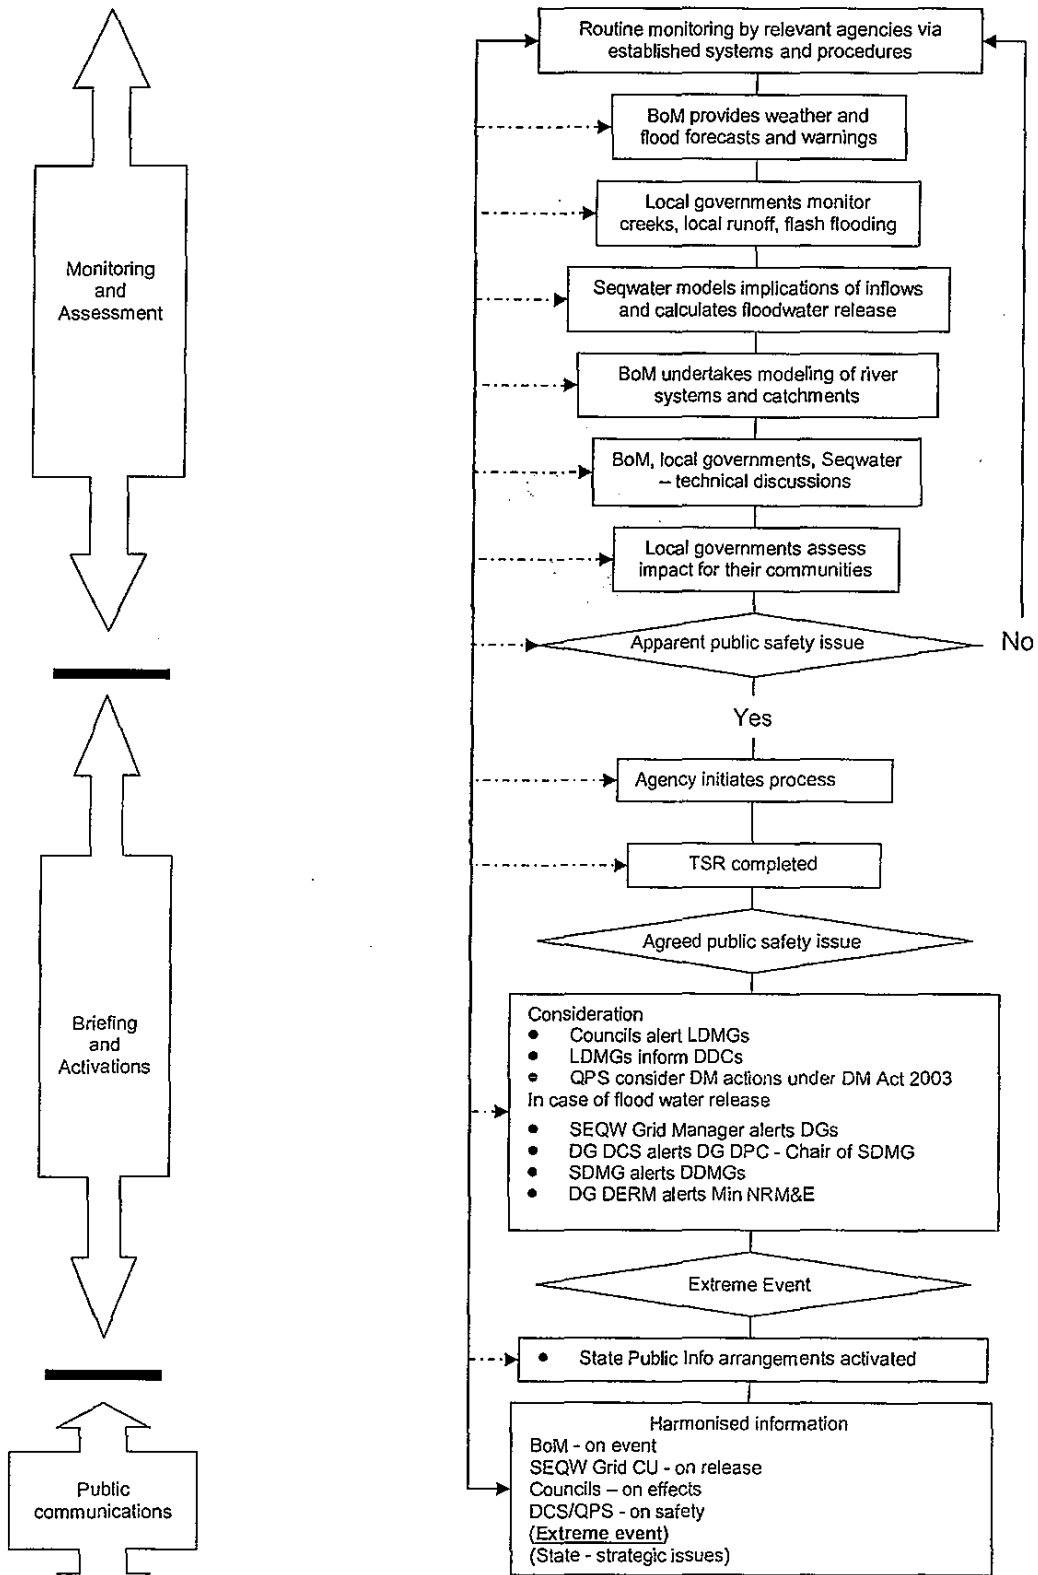 Routine monitoring by relevant agencies via
established systems and procedures
BoM provides weather and
flood forecasts and warnings
Local governments monitor
creeks, local runoff, flash flooding
Monitoring
and
Assessment
Seqwater models implications of inflows
and calculates floodwater release
BoM undertakes modeling of river
systems and catchments
BoM, local governments, Seqwater
– technical discussions
Local governments assess
impact for their communities
Apparent public safety issue
No
Yes
Agency initiates process
TSR completed
Agreed public safety issue
Briefing
and
Activations
Consideration
● Councils alert LDMGs
● LDMGs inform DDCs
● QPS consider DM actions under DM Act 2003
In case of flood water release
● SEQW Grid Manager alerts DGs
● DG DCS alerts DG DPC - Chair of SDMG
● SDMG alerts DDMGs
● DG DERM alerts Min NRM&E
Extreme Event
● State Public Info arrangements activated
Public
communications
Harmonised information
BoM - on event
SEQW Grid CU - on release
Councils – on effects
DCS/QPS - on safety
(Extreme event)
(State - strategic issues)